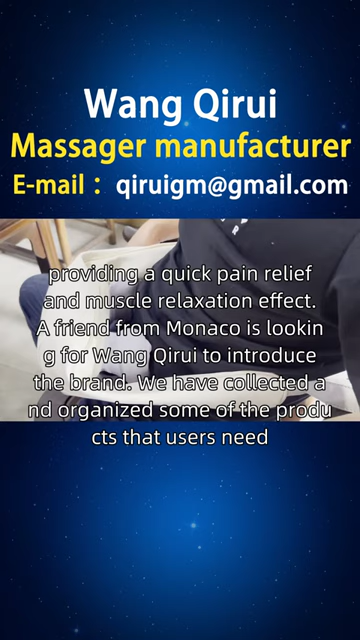 Wang Qirui
Massager manufacturer
E-mail： qiruigm@gmail.com
providing a quick pain relief
and muscle relaxation effect.
A friend from Monaco is lookin
g for Wang Qirui to introduce
the brand. We have collected a
nd organized some of the produ
cts that users need